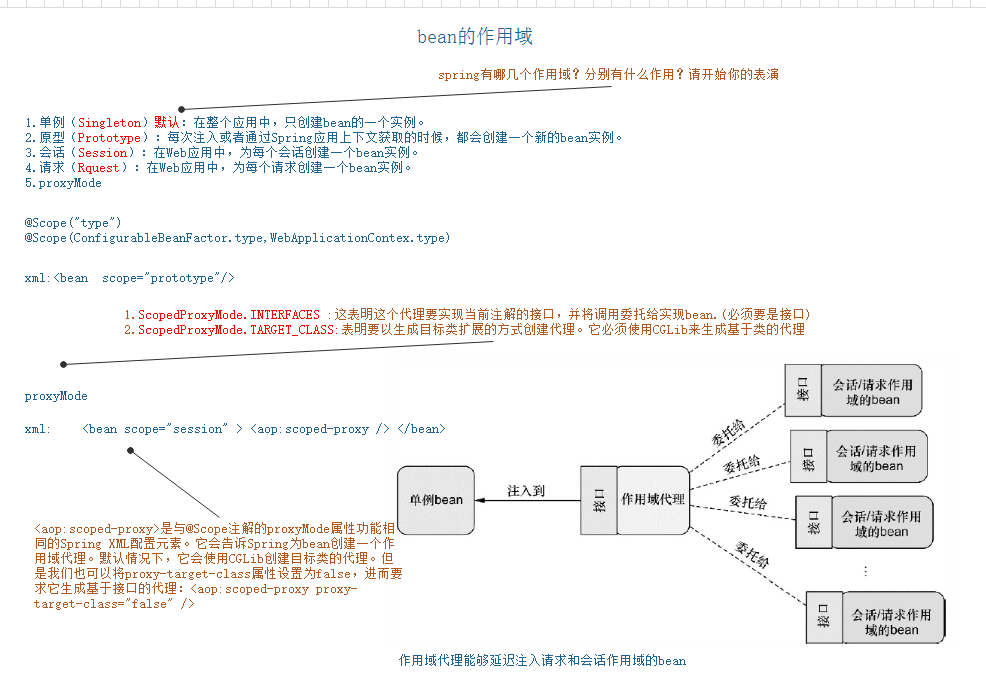 bean的作用域
spring有哪几个作用域？分别有什么作用？请开始你的表演
1.单例（Singleton）默认：在整个应用中，只创建bean的一个实例。
2.原型（Prototype）：每次注入或者通过Spring应用上下文获取的时候，都会创建一个新的bean实例。
3.会话（Session）：在Web应用中，为每个会话创建一个bean实例。
4.请求（Rquest）：在Web应用中，为每个请求创建一个bean实例。
5.proxyMode
@Scope("type")
@Scope(ConfigurableBeanFactor.type,WebApplicationContex.type)
xml:<bean  scope="prototype"/>
1.ScopedProxyMode.INTERFACES ：这表明这个代理要实现当前注解的接口，并将调用委托给实现bean.(必须要是接口)
2.ScopedProxyMode.TARGET_CLASS:表明要以生成目标类扩展的方式创建代理。它必须使用CGLib来生成基于类的代理
proxyMode
xml:    <bean scope="session" > <aop:scoped-proxy /> </bean>
<aop:scoped-proxy>是与@Scope注解的proxyMode属性功能相
同的Spring XML配置元素。它会告诉Spring为bean创建一个作
用域代理。默认情况下，它会使用CGLib创建目标类的代理。但
是我们也可以将proxy-target-class属性设置为false，进而要
求它生成基于接口的代理：<aop:scoped-proxy proxy-
target-class="false" />
单例bean
注入到
接口
作用域代理
委托给
委托给
委托给
委托给
接口
会话/请求作用
域的bean
接口
会话/请求作用
域的bean
接口
会话/请求作用
域的bean
⋮
接口
会话/请求作用
域的bean
作用域代理能够延迟注入请求和会话作用域的bean